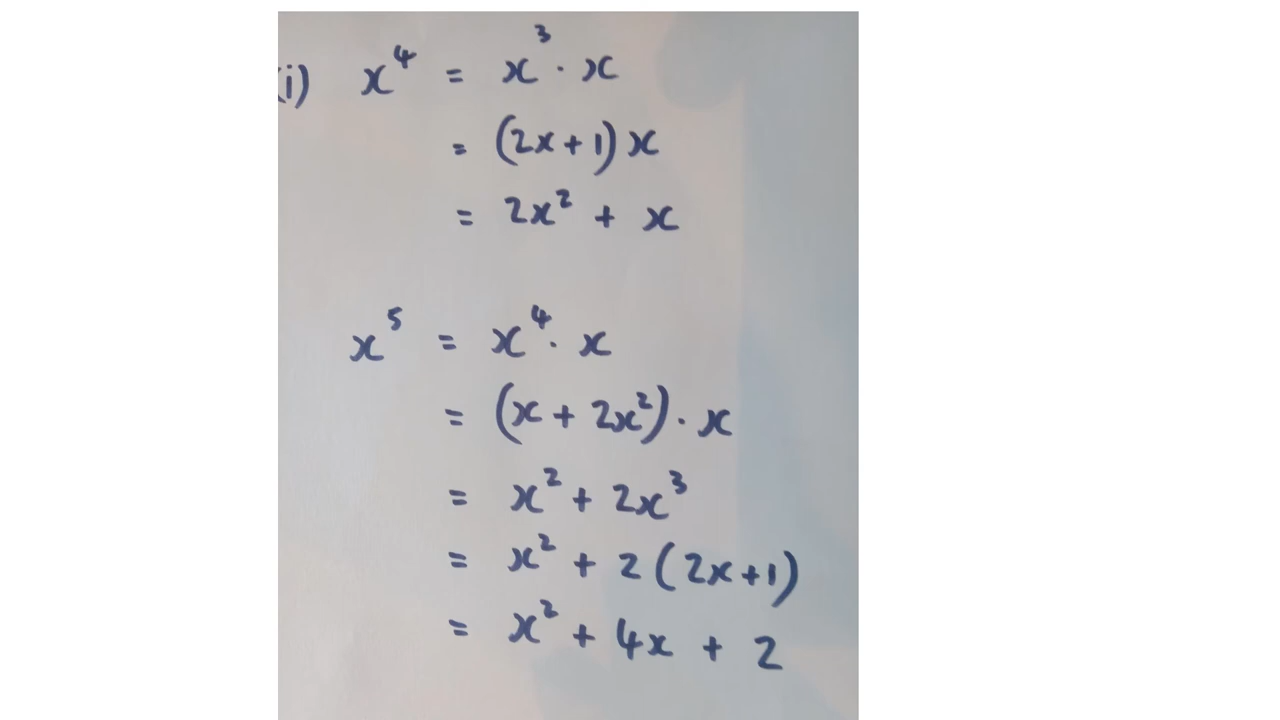 (i) x⁴ = x³ · x
= (2x + 1) x
= 2x² + x
x⁵ = x⁴ · x
= (x + 2x²) · x
= x² + 2x³
= x² + 2 (2x+1)
= x² + 4x + 2